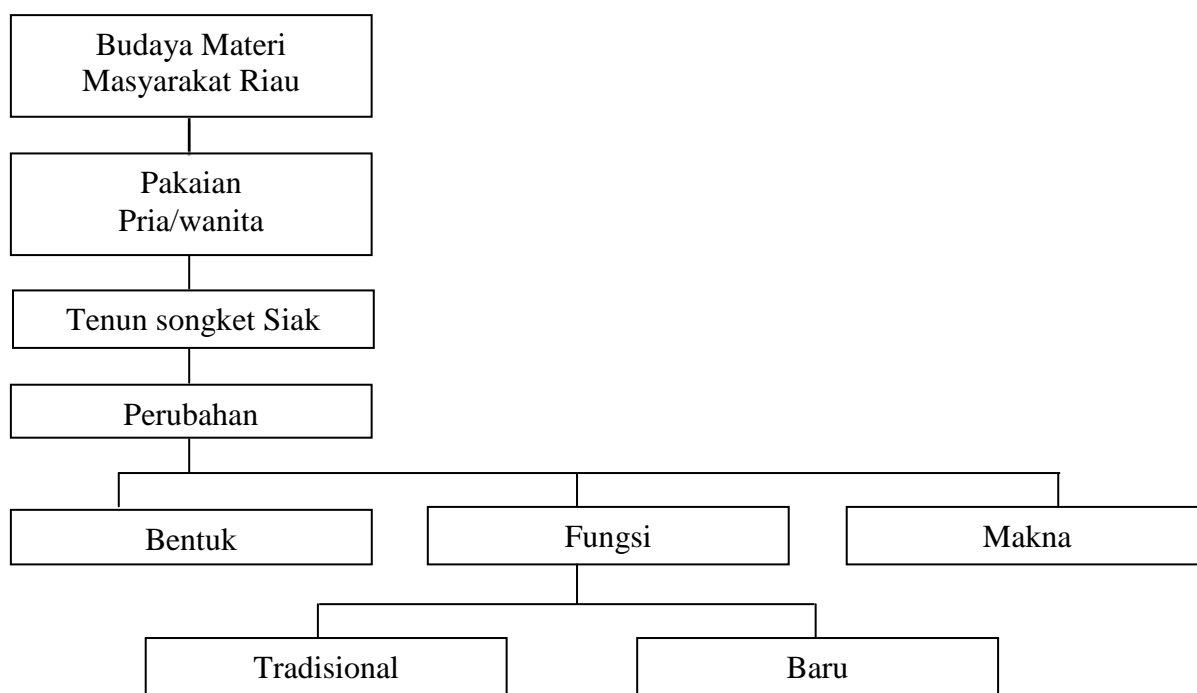 Budaya Materi
Masyarakat Riau
Pakaian
Pria/wanita
Tenun songket Siak
Perubahan
Bentuk
Fungsi
Makna
Tradisional
Baru